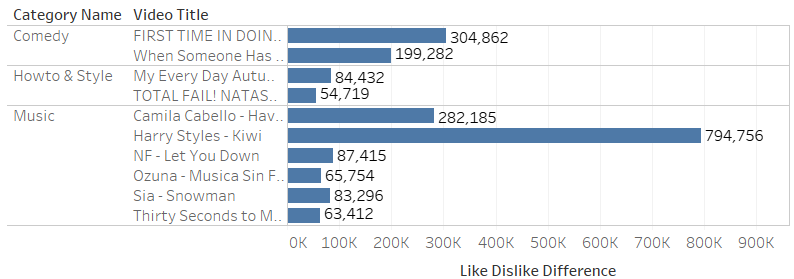 Category Name Video Title
Comedy FIRST TIME IN DOIN.. 304,862
When Someone Has .. 199,282
Howto & Style My Every Day Autu.. 84,432
TOTAL FAIL! NATAS.. 54,719
Music Camila Cabello - Hav.. 282,185
Harry Styles - Kiwi 794,756
NF - Let You Down 87,415
Ozuna - Musica Sin F.. 65,754
Sia - Snowman 83,296
Thirty Seconds to M.. 63,412
0K 100K 200K 300K 400K 500K 600K 700K 800K 900K
Like Dislike Difference